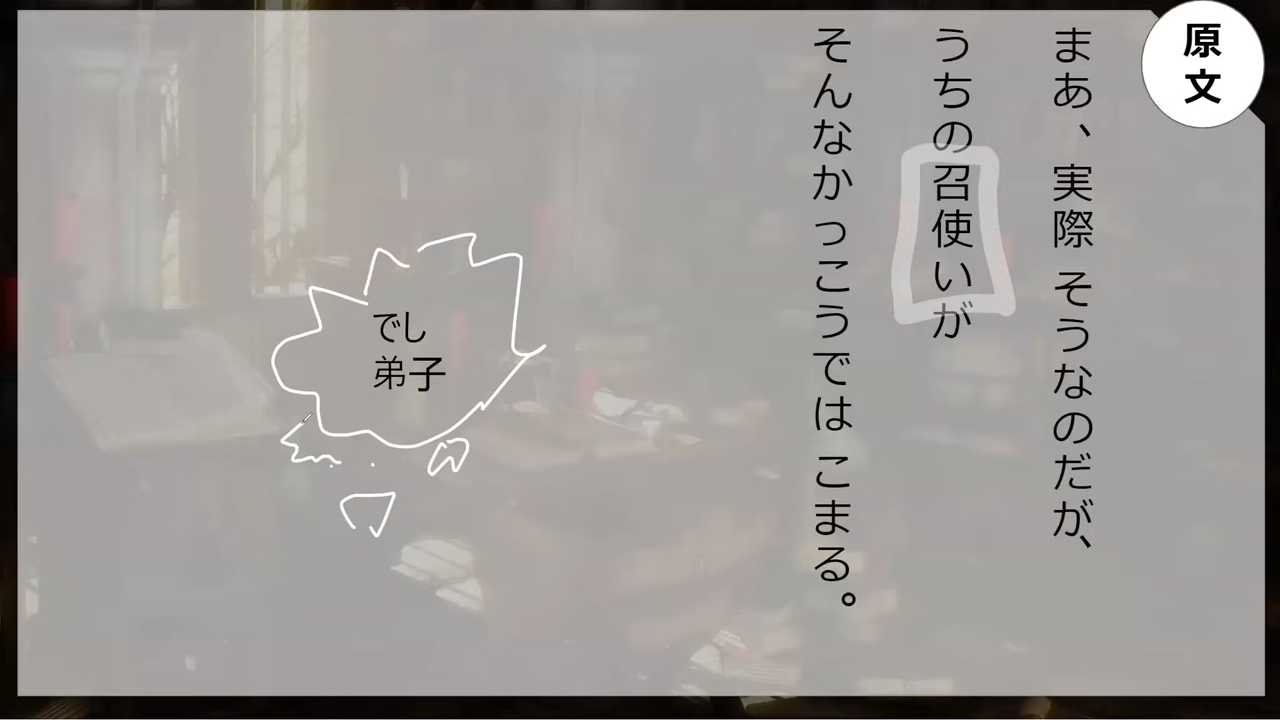 原文
まあ、実際 そうなのだが、
うちの召使いが
そんなかっこうでは こまる。
でし
弟子